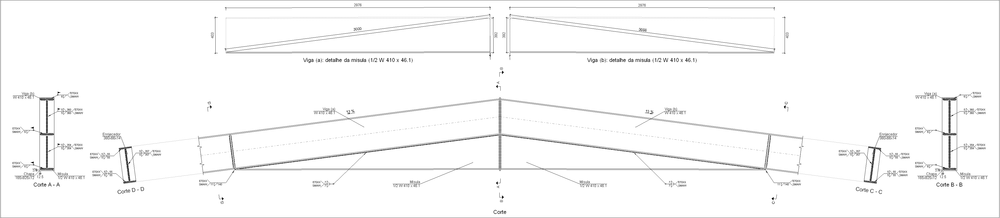 2976
2976
403
3000
392
392
3000
403
1
1
Viga (a): detalhe da mísula (1/2 W 410 x 46.1)
Viga (b): detalhe da mísula (1/2 W 410 x 46.1)
B
A
Viga (b)
W 410 x 46.1
E70XX
6 SMAW
5 360 E70XX
5 360 SMAW
E70XX
SMAW 6
5 354 E70XX
5 354 SMAW
E70XX
SMAW 6
15
Chapa
165x825x12
12.5
Mísula
1/2 W 410 x 46.1
Corte A - A
Enrijecedor
380x66x14
E70XX 5 55
SMAW 5 55
5 357 E70XX
5 357 SMAW
E70XX 5 55
SMAW 5 55
Corte D - D
D
Viga (a)
W 410 x 46.1
13 %
E70XX
SMAW 11 140
D
E70XX 7
SMAW 7
Mísula
1/2 W 410 x 46.1
A
B
Corte
Viga (b)
W 410 x 46.1
13 %
C
Mísula
1/2 W 410 x 46.1
7 E70XX
7 SMAW
E70XX
11 140 SMAW
C
Enrijecedor
380x66x14
E70XX 5 357
SMAW 5 357
5 55 E70XX
5 55 SMAW
5 55 E70XX
5 55 SMAW
Corte C - C
Viga (a)
W 410 x 46.1
E70XX
6 SMAW
5 360 E70XX
5 360 SMAW
E70XX
SMAW 6
5 354 E70XX
5 354 SMAW
E70XX
SMAW 6
15
Chapa
165x825x12
12.5
Mísula
1/2 W 410 x 46.1
Corte B - B